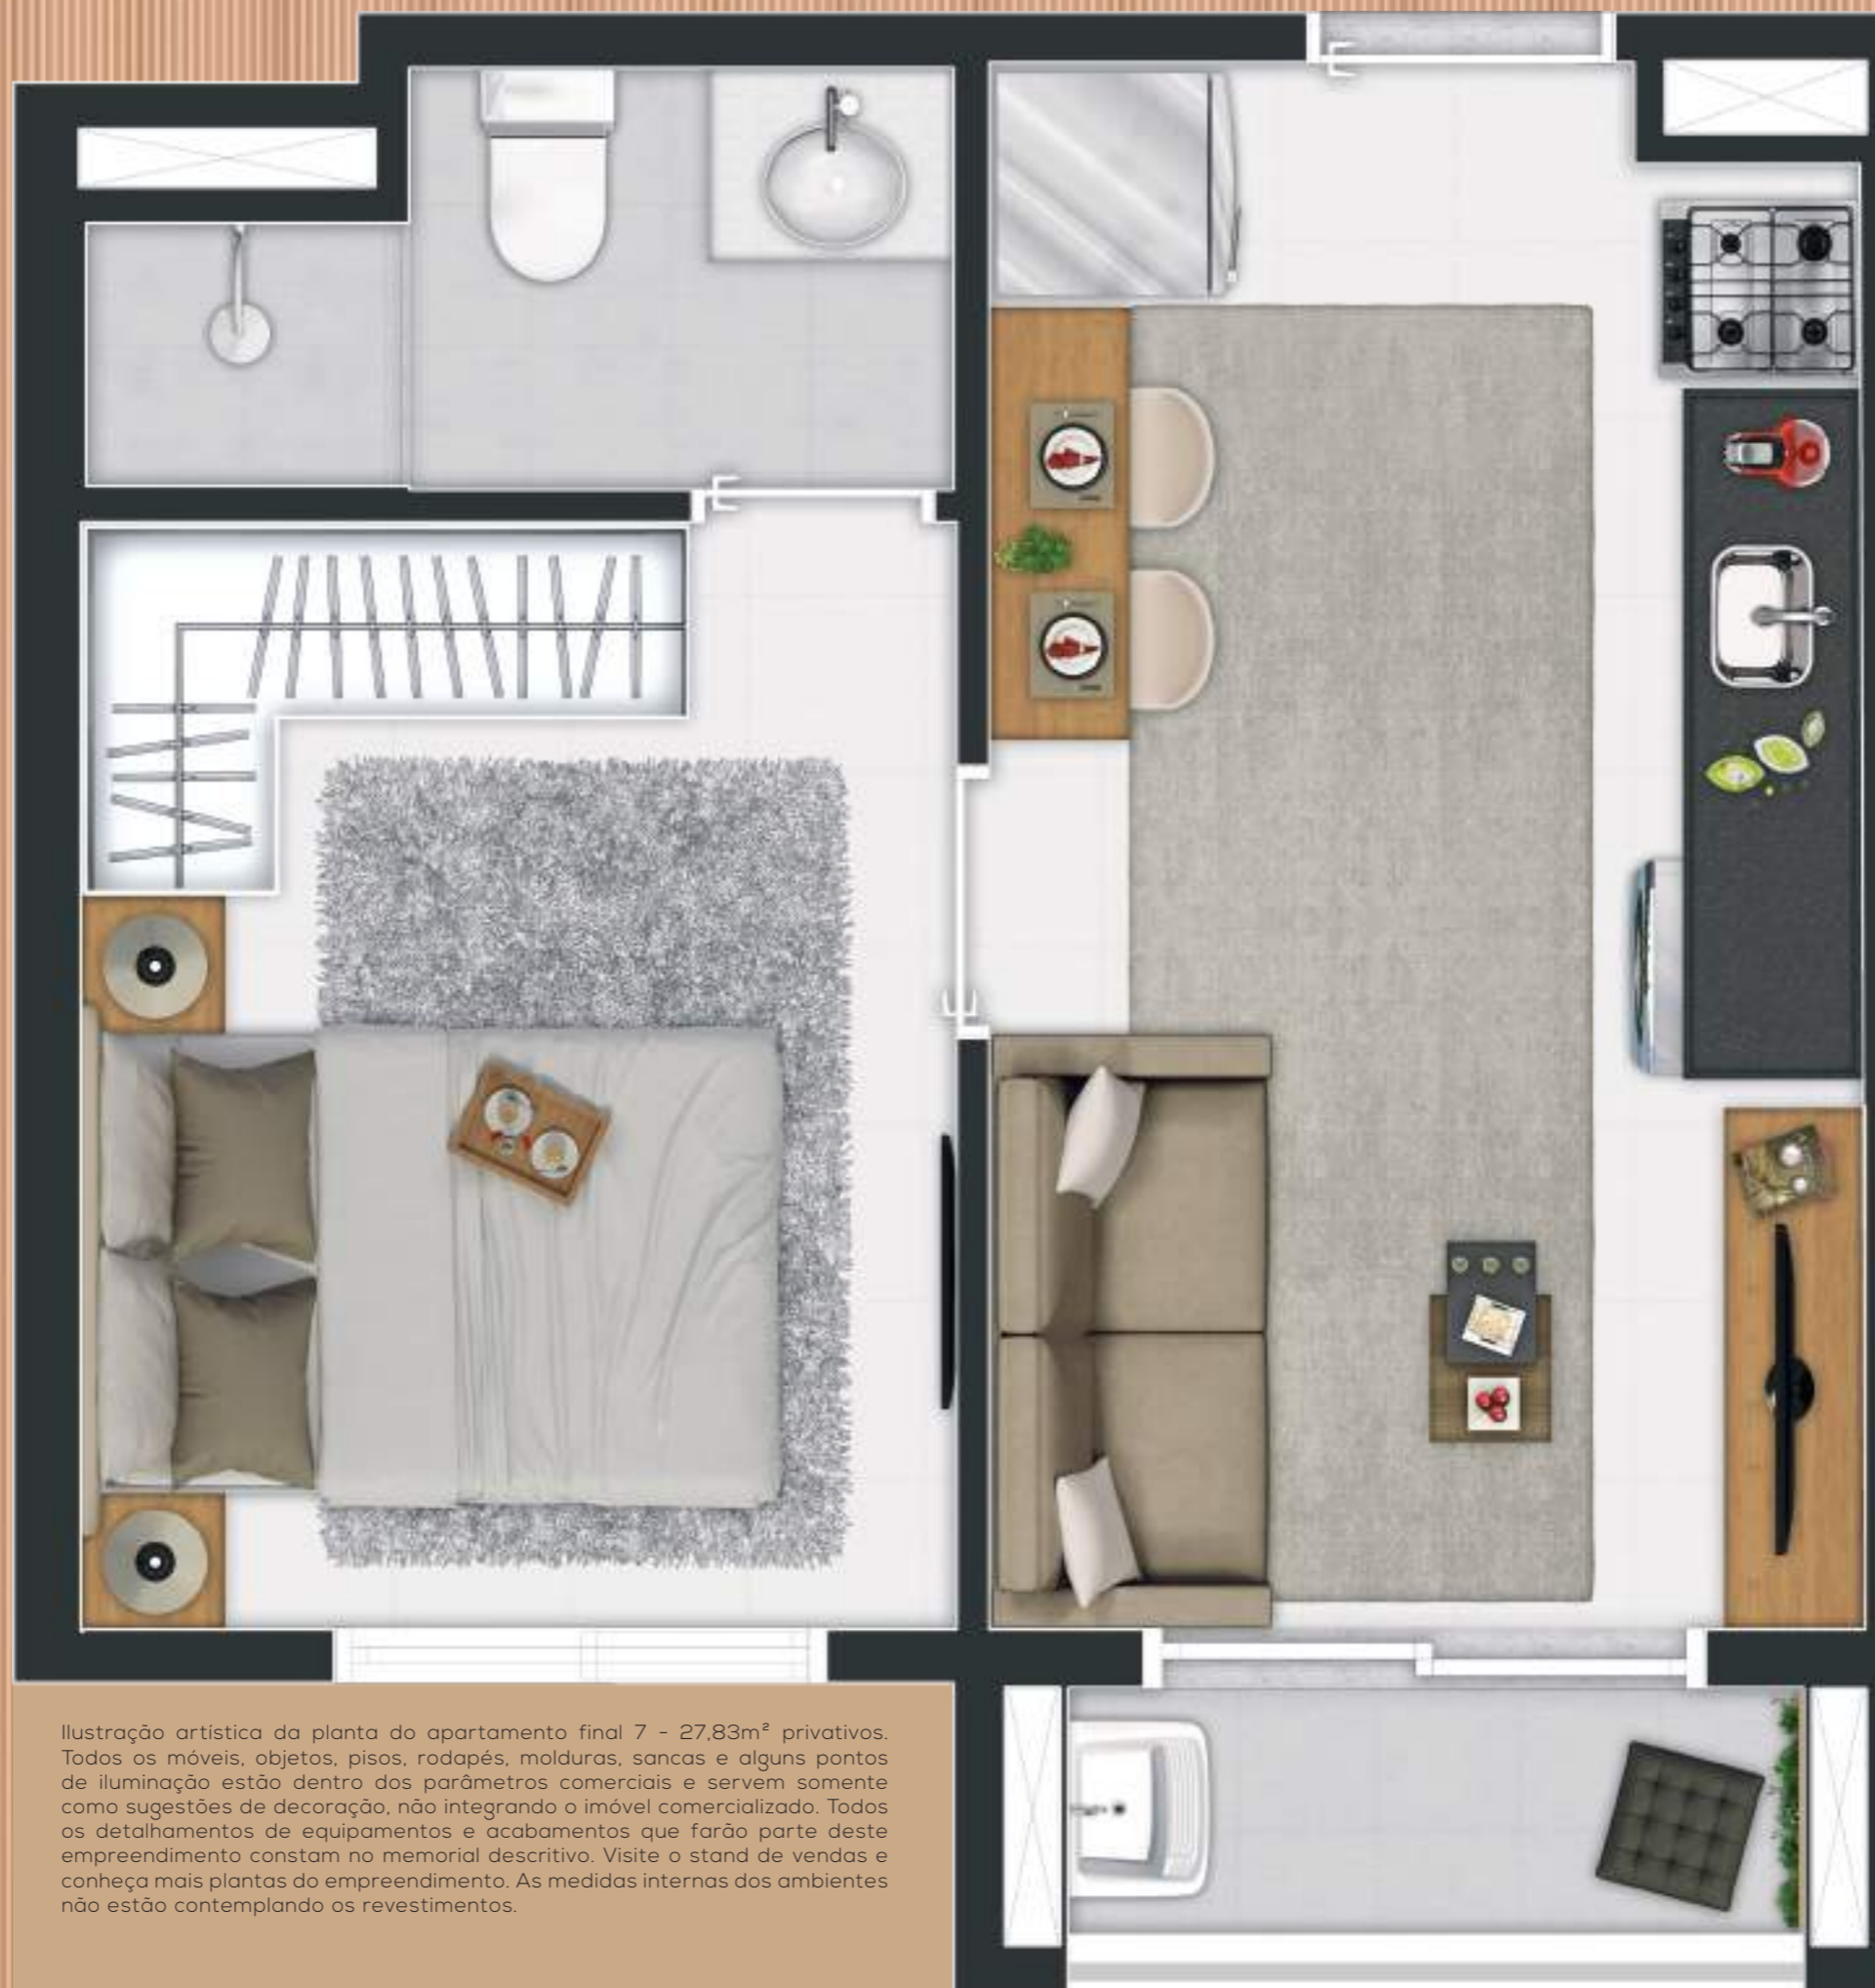 Ilustração artística da planta do apartamento final 7 - 27,83m² privativos.
Todos os móveis, objetos, pisos, rodapés, molduras, sancas e alguns pontos
de iluminação estão dentro dos parâmetros comerciais e servem somente
como sugestões de decoração, não integrando o imóvel comercializado. Todos
os detalhamentos de equipamentos e acabamentos que farão parte deste
empreendimento constam no memorial descritivo. Visite o stand de vendas e
conheça mais plantas do empreendimento. As medidas internas dos ambientes
não estão contemplando os revestimentos.